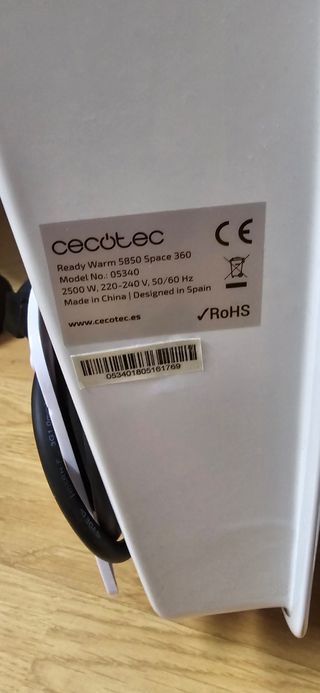 cecotec
Ready Warm 5850 Space 360
Model No.: 05340
2500 W, 220-240 V, 50/60 Hz
Made in China | Designed in Spain
www.cecotec.es
CE
✓RoHS
053401805161769